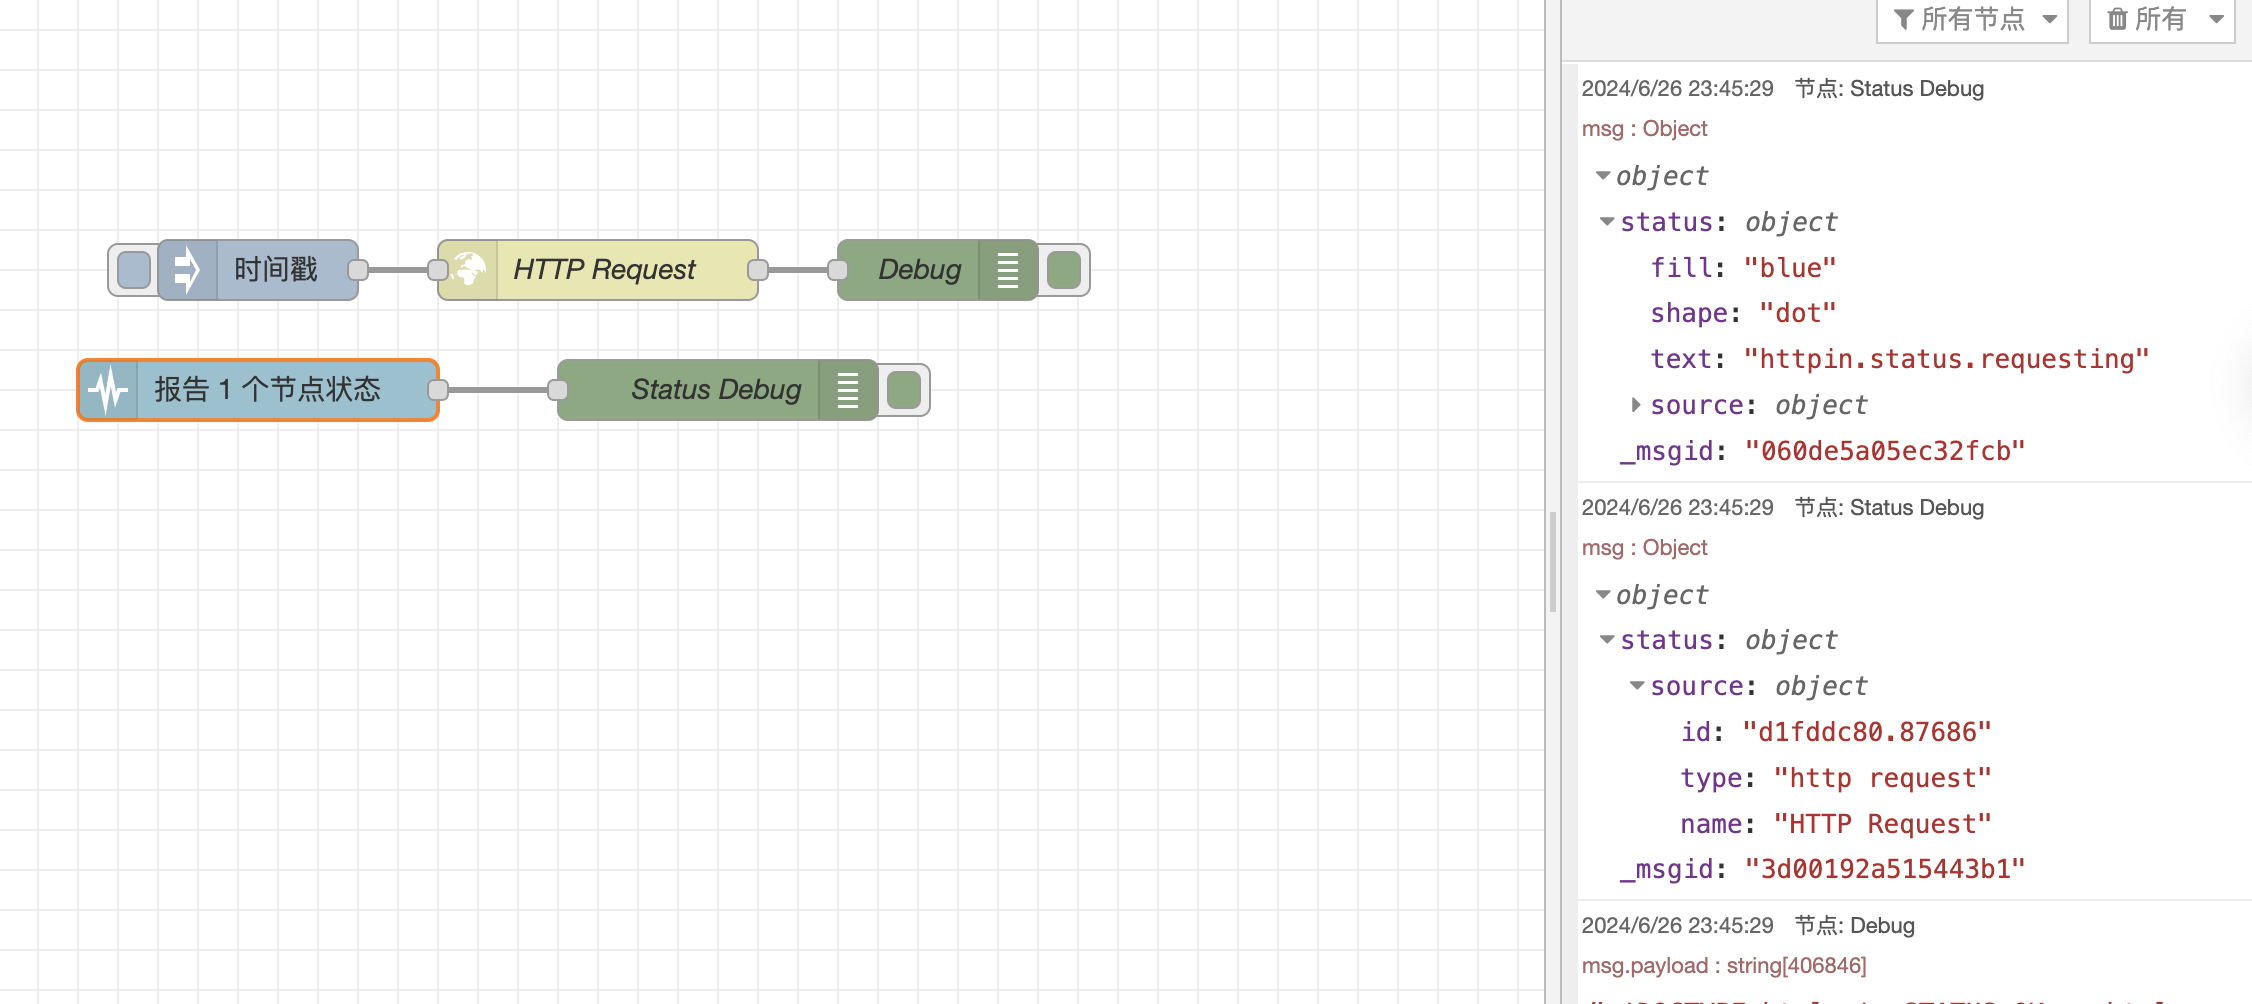 时间戳
HTTP Request
Debug
报告 1 个节点状态
Status Debug
所有节点
所有
2024/6/26 23:45:29 节点: Status Debug
msg : Object
object
status: object
fill: "blue"
shape: "dot"
text: "httpin.status.requesting"
source: object
_msgid: "060de5a05ec32fcb"
2024/6/26 23:45:29 节点: Status Debug
msg : Object
object
status: object
source: object
id: "d1fddc80.87686"
type: "http request"
name: "HTTP Request"
_msgid: "3d00192a515443b1"
2024/6/26 23:45:29 节点: Debug
msg.payload : string[406846]